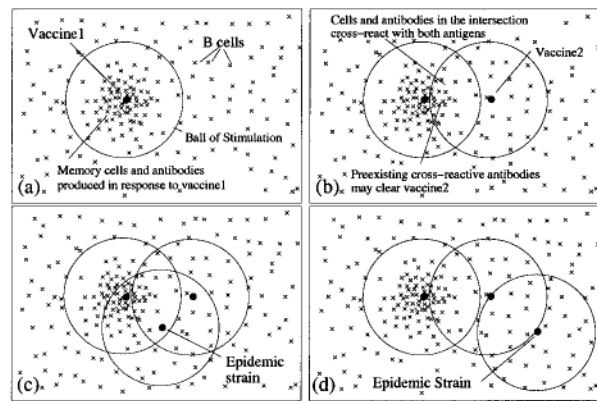 Vaccine1
B cells
Ball of Stimulation
Memory cells and antibodies
produced in response to vaccine1
(a)
Cells and antibodies in the intersection
cross-react with both antigens
Vaccine2
Preexisting cross-reactive antibodies
may clear vaccine2
(b)
Epidemic
strain
(c)
Epidemic Strain
(d)